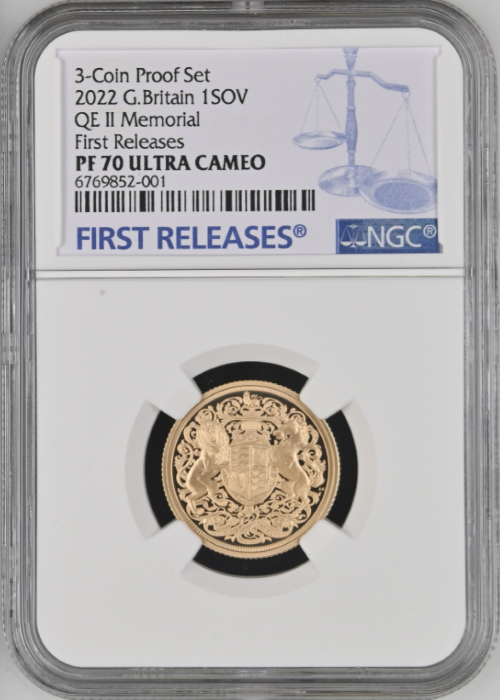 3-Coin Proof Set
2022 G.Britain 1SOV
QE II Memorial
First Releases
PF 70 ULTRA CAMEO
6769852-001
FIRST RELEASES®
NGC®